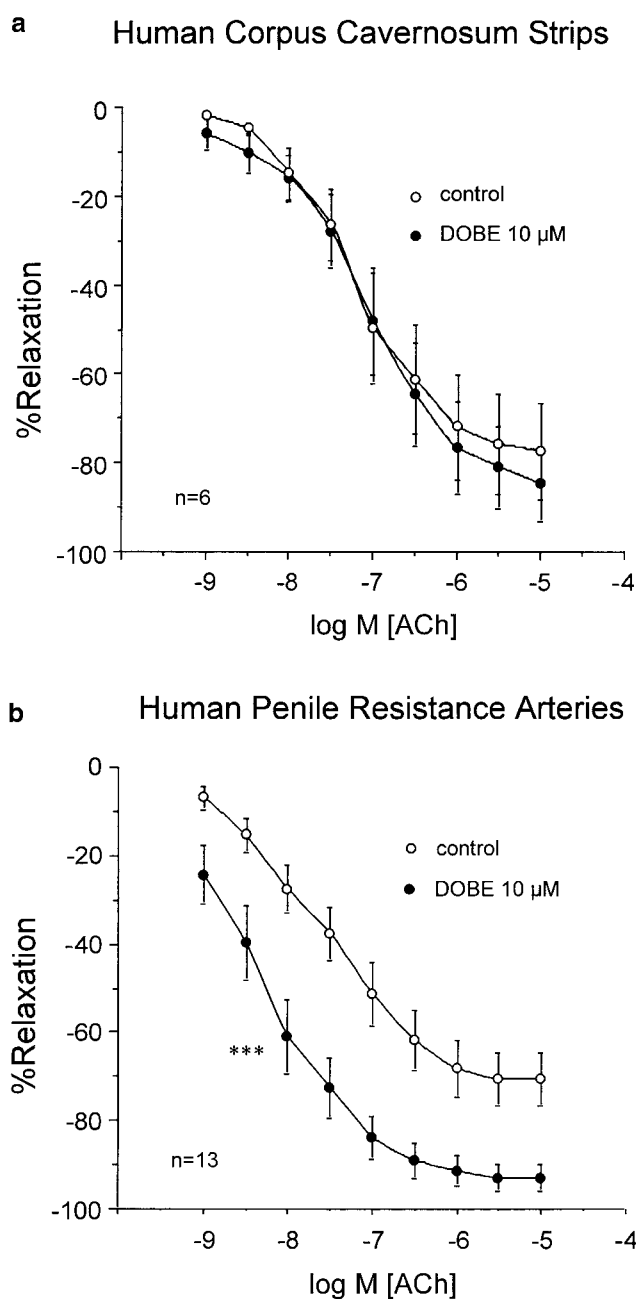 a
Human Corpus Cavernosum Strips
0
-20
-40
-60
-80
-100
%Relaxation
control
DOBE 10 µM
n=6
-9 -8 -7 -6 -5 -4
log M [ACh]
b
Human Penile Resistance Arteries
0
-20
-40
-60
-80
-100
%Relaxation
control
DOBE 10 µM
***
n=13
-9 -8 -7 -6 -5 -4
log M [ACh]